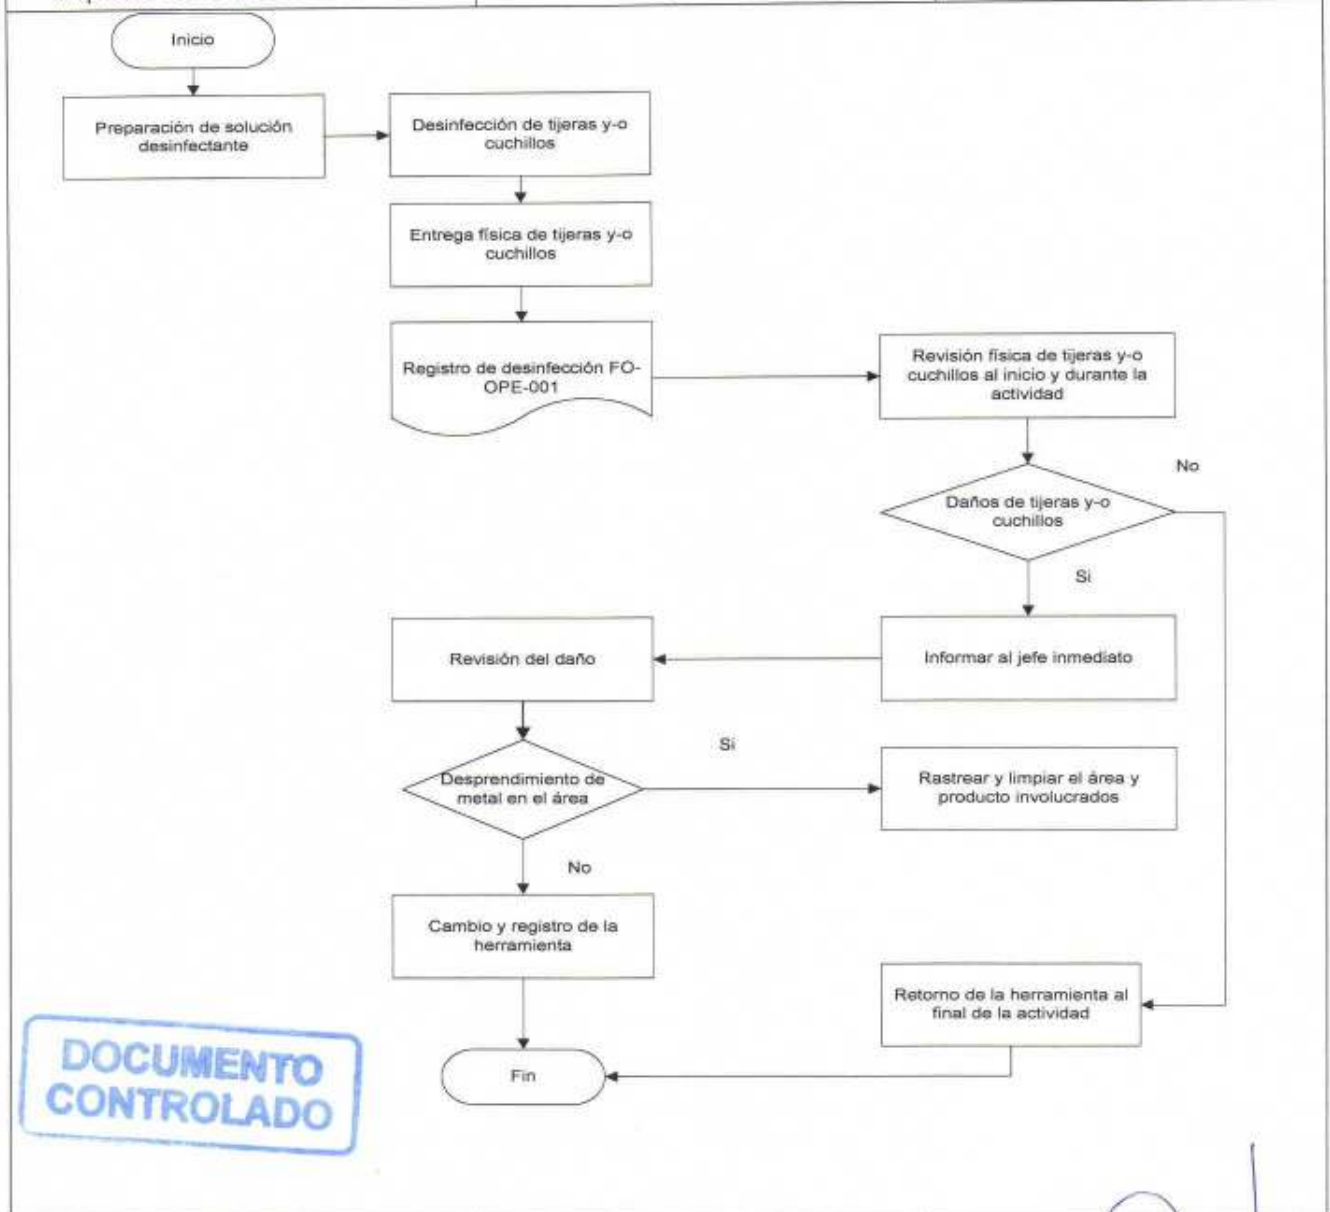 Inicio
Preparación de solución
desinfectante
Desinfección de tijeras y-o
cuchillos
Entrega física de tijeras y-o
cuchillos
Registro de desinfección FO-
OPE-001
Revisión física de tijeras y-o
cuchillos al inicio y durante la
actividad
Daños de tijeras y-o
cuchillos
No
Si
Informar al jefe inmediato
Revisión del daño
Desprendimiento de
metal en el área
Si
Rastrear y limpiar el área y
producto involucrados
No
Cambio y registro de la
herramienta
Retorno de la herramienta al
final de la actividad
Fin
DOCUMENTO
CONTROLADO